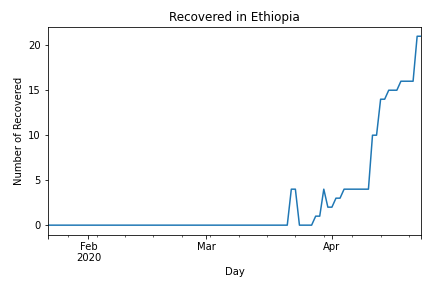 Recovered in Ethiopia
Number of Recovered
20
15
10
5
0
Feb
2020
Mar
Apr
Day